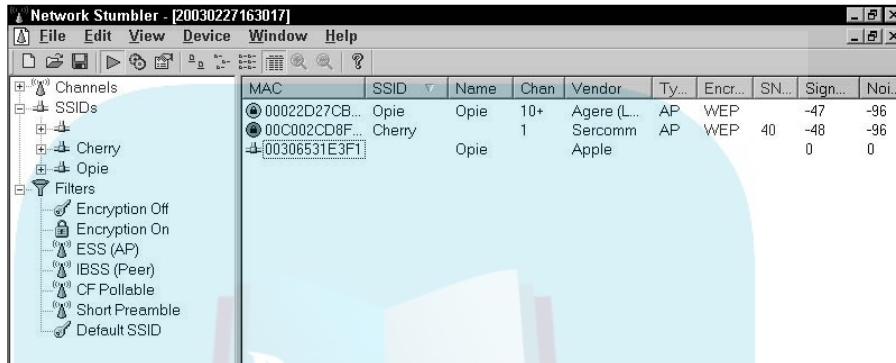 Network Stumbler - [20030227163017]
File Edit View Device Window Help
Channels
SSIDs
Cherry
Opie
Filters
Encryption Off
Encryption On
ESS (AP)
IBSS (Peer)
CF Pollable
Short Preamble
Default SSID
MAC SSID Name Chan Vendor Ty... Encr... SN... Sign... Noi...
00022D27CB... Opie Opie 10+ Agere (L... AP WEP -47 -96
00C002CD8F... Cherry 1 Sercomm AP WEP 40 -48 -96
00306531E3F1 Opie Apple 0 0